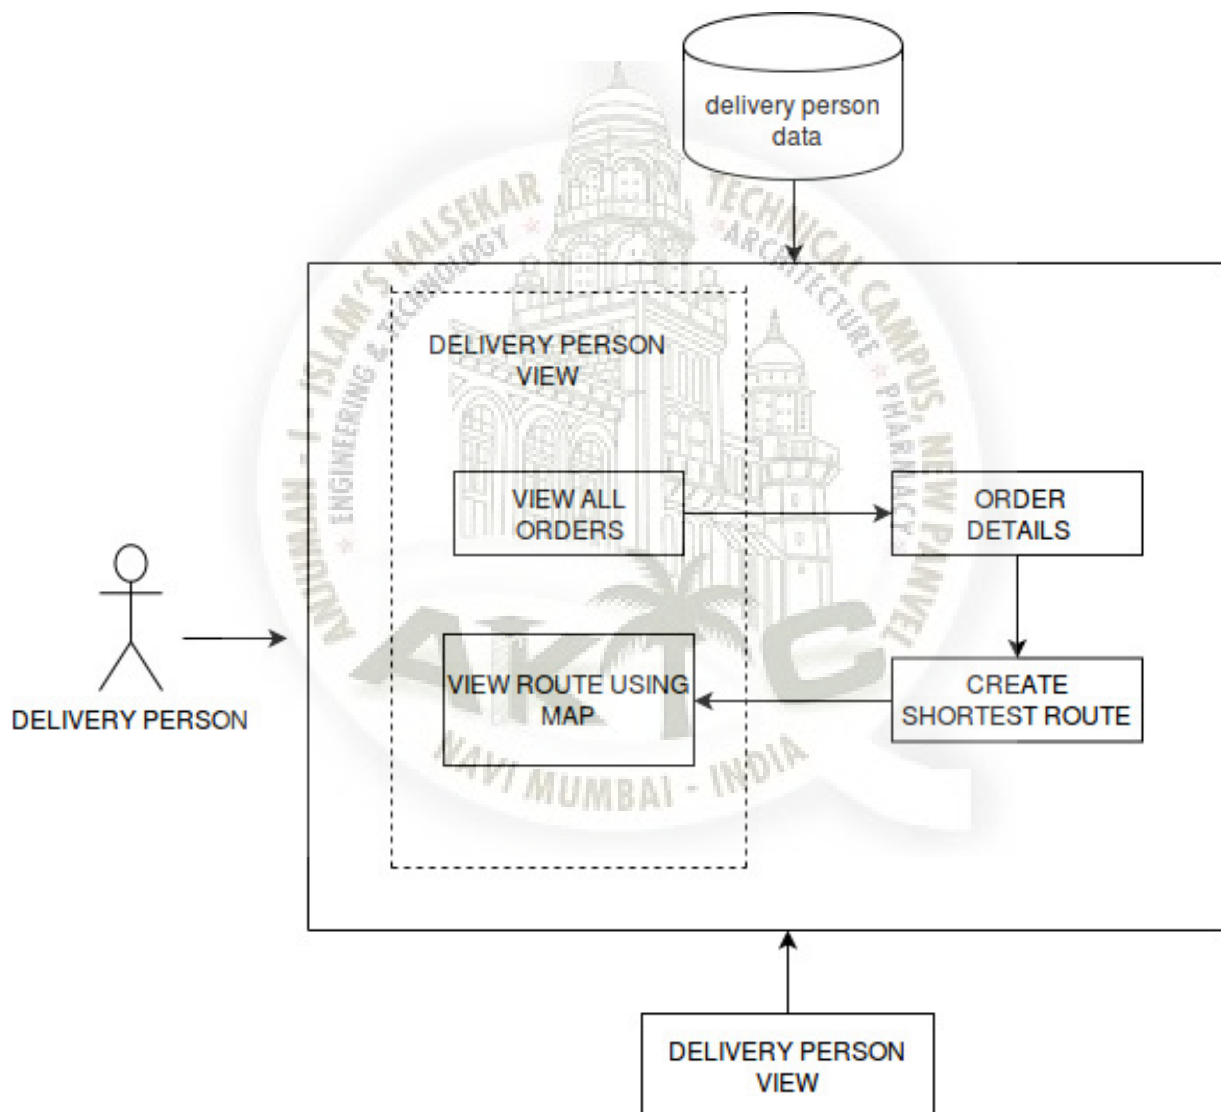 delivery person
data
ANJUMAN - I - ISLAM'S KALSEKAR TECHNICAL CAMPUS, NEW PANVEL
ENGINEERING & TECHNOLOGY ★ ★ ARCHITECTURE ★ PHARMACY ★
DELIVERY PERSON
VIEW
VIEW ALL
ORDERS
ORDER
DETAILS
DELIVERY PERSON
AKTC
VIEW ROUTE USING
MAP
CREATE
SHORTEST ROUTE
NAVI MUMBAI - INDIA
DELIVERY PERSON
VIEW